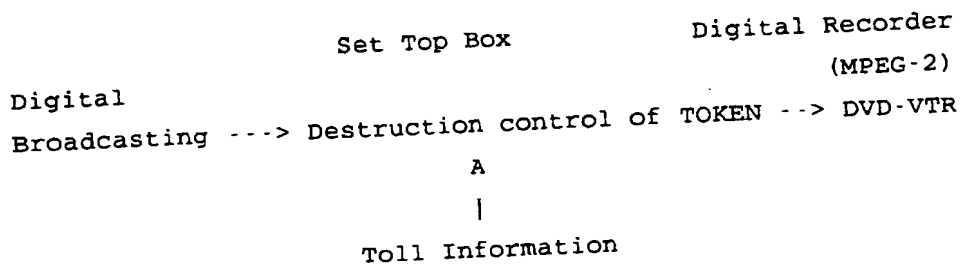 Set Top Box Digital Recorder
(MPEG-2)
Digital
Broadcasting ---> Destruction control of TOKEN --> DVD-VTR
A
|
Toll Information